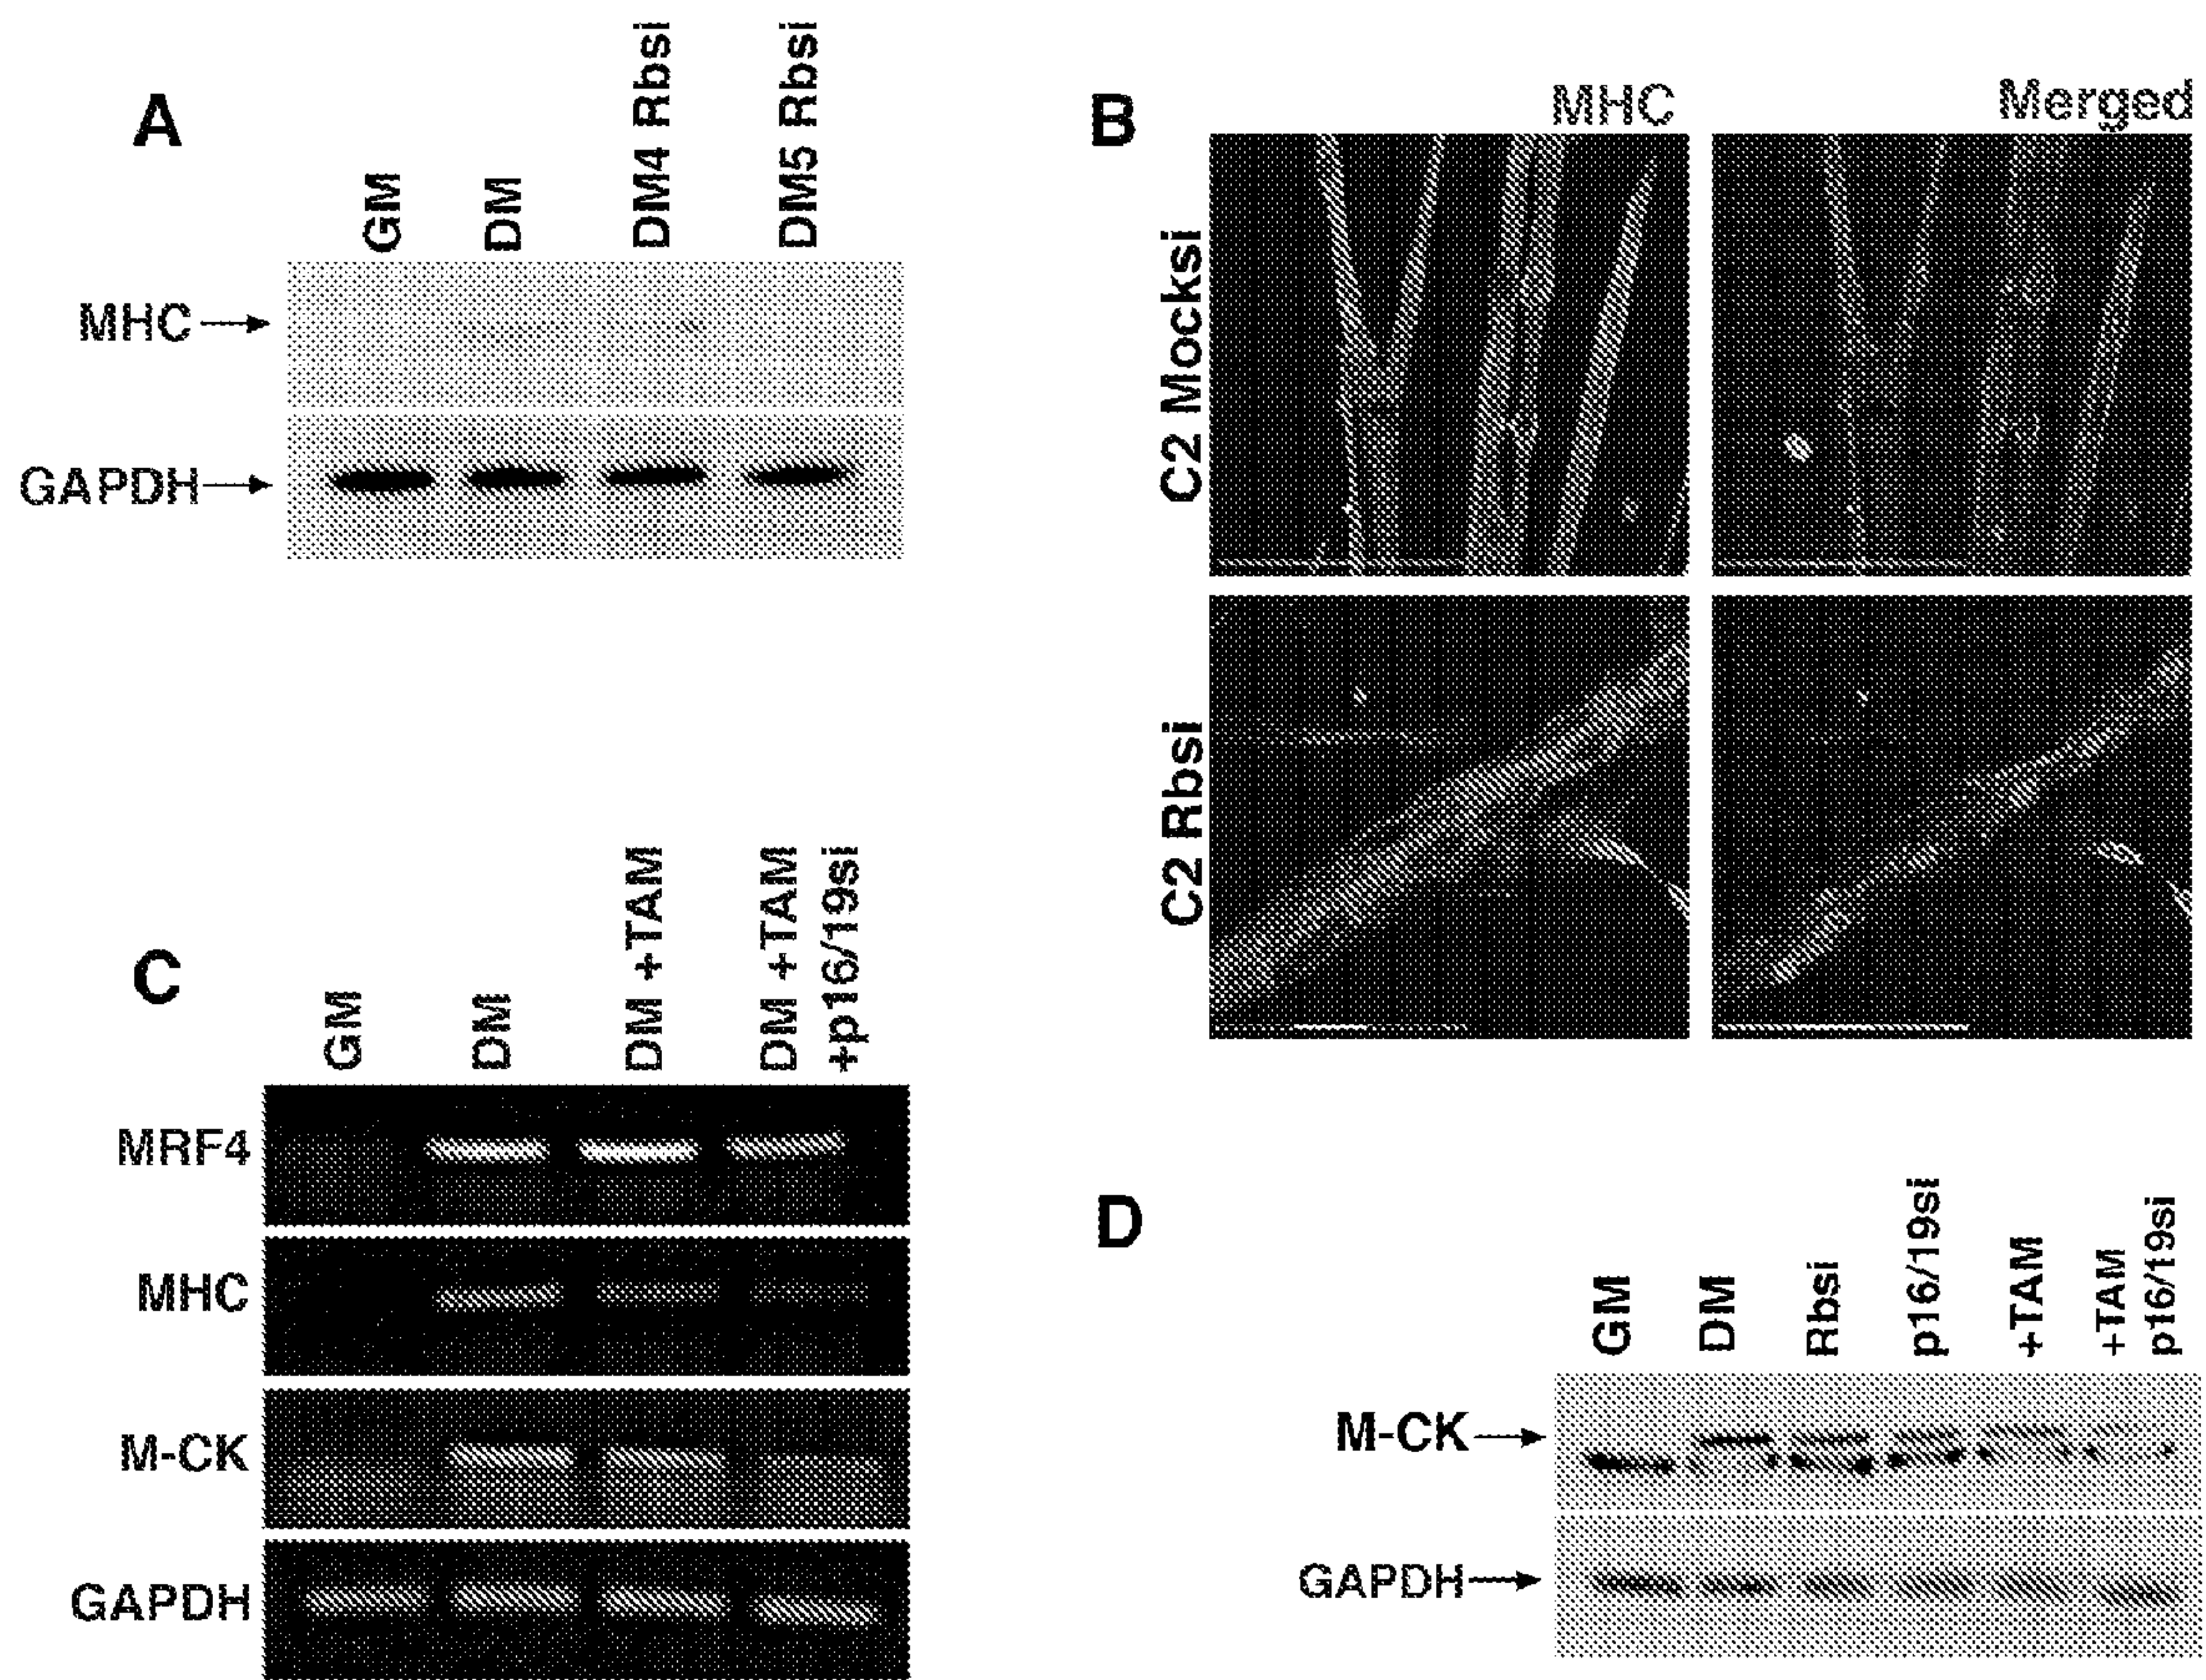 A
GM
DM
DM4 Rbsi
DM5 Rbsi
MHC
GAPDH
B
MHC
Merged
C2 Mocksi
C2 Rbsi
C
GM
DM
DM +TAM
DM +TAM
+p16/19si
MRF4
MHC
M-CK
GAPDH
D
GM
DM
Rbsi
p16/19si
+TAM
+TAM
p16/19si
M-CK
GAPDH